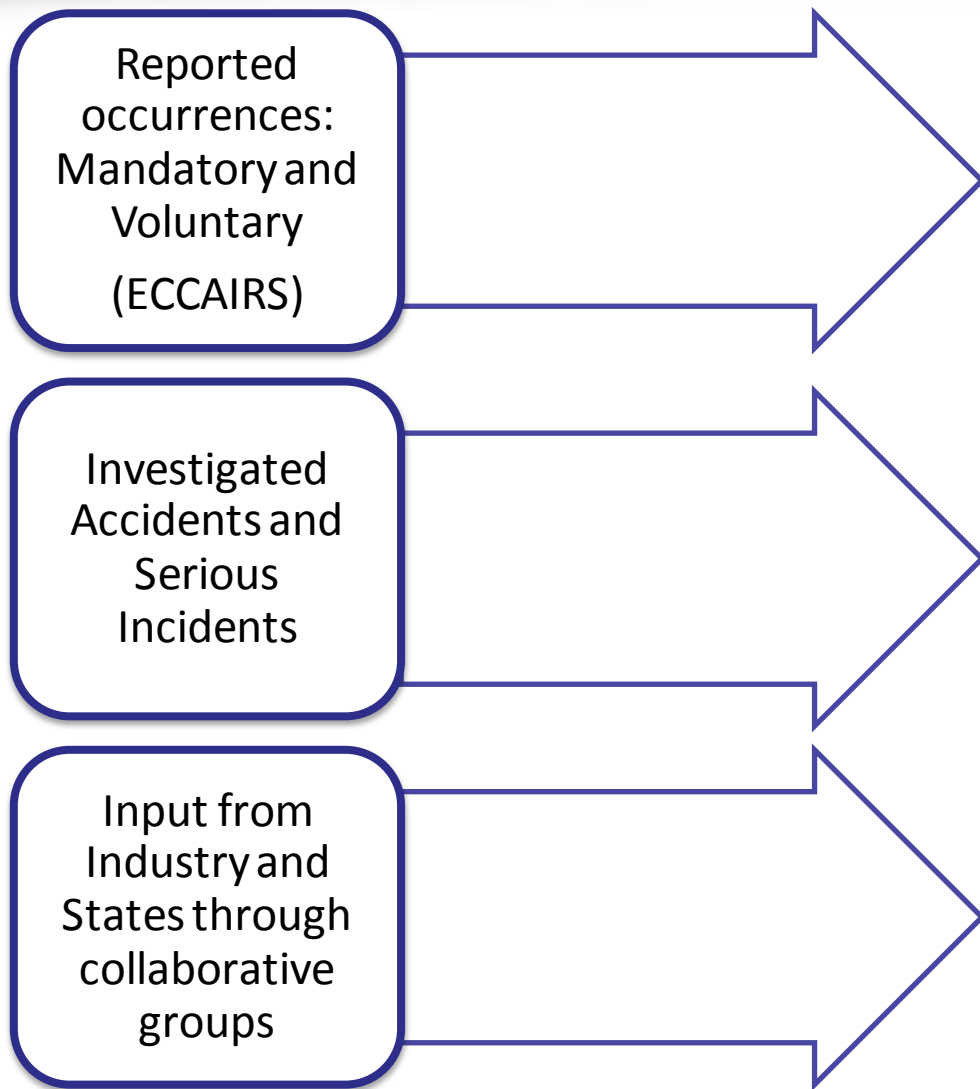 Reported
occurrences:
Mandatory and
Voluntary
(ECCAIRS)
Investigated
Accidents and
Serious
Incidents
Input from
Industry and
States through
collaborative
groups